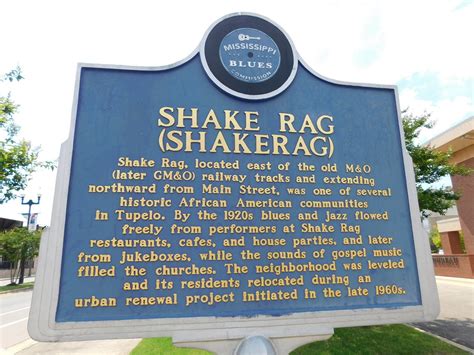 MISSISSIPPI
BLUES
COMMISSION
SHAKE RAG
(SHAKERAG)
Shake Rag, located east of the old M&O
(later GM&O) railway tracks and extending
northward from Main Street, was one of several
historic African American communities
in Tupelo. By the 1920s blues and jazz flowed
freely from performers at Shake Rag
restaurants, cafes, and house parties, and later
from jukeboxes, while the sounds of gospel music
filled the churches. The neighborhood was leveled
and its residents relocated during an
urban renewal project initiated in the late 1960s.